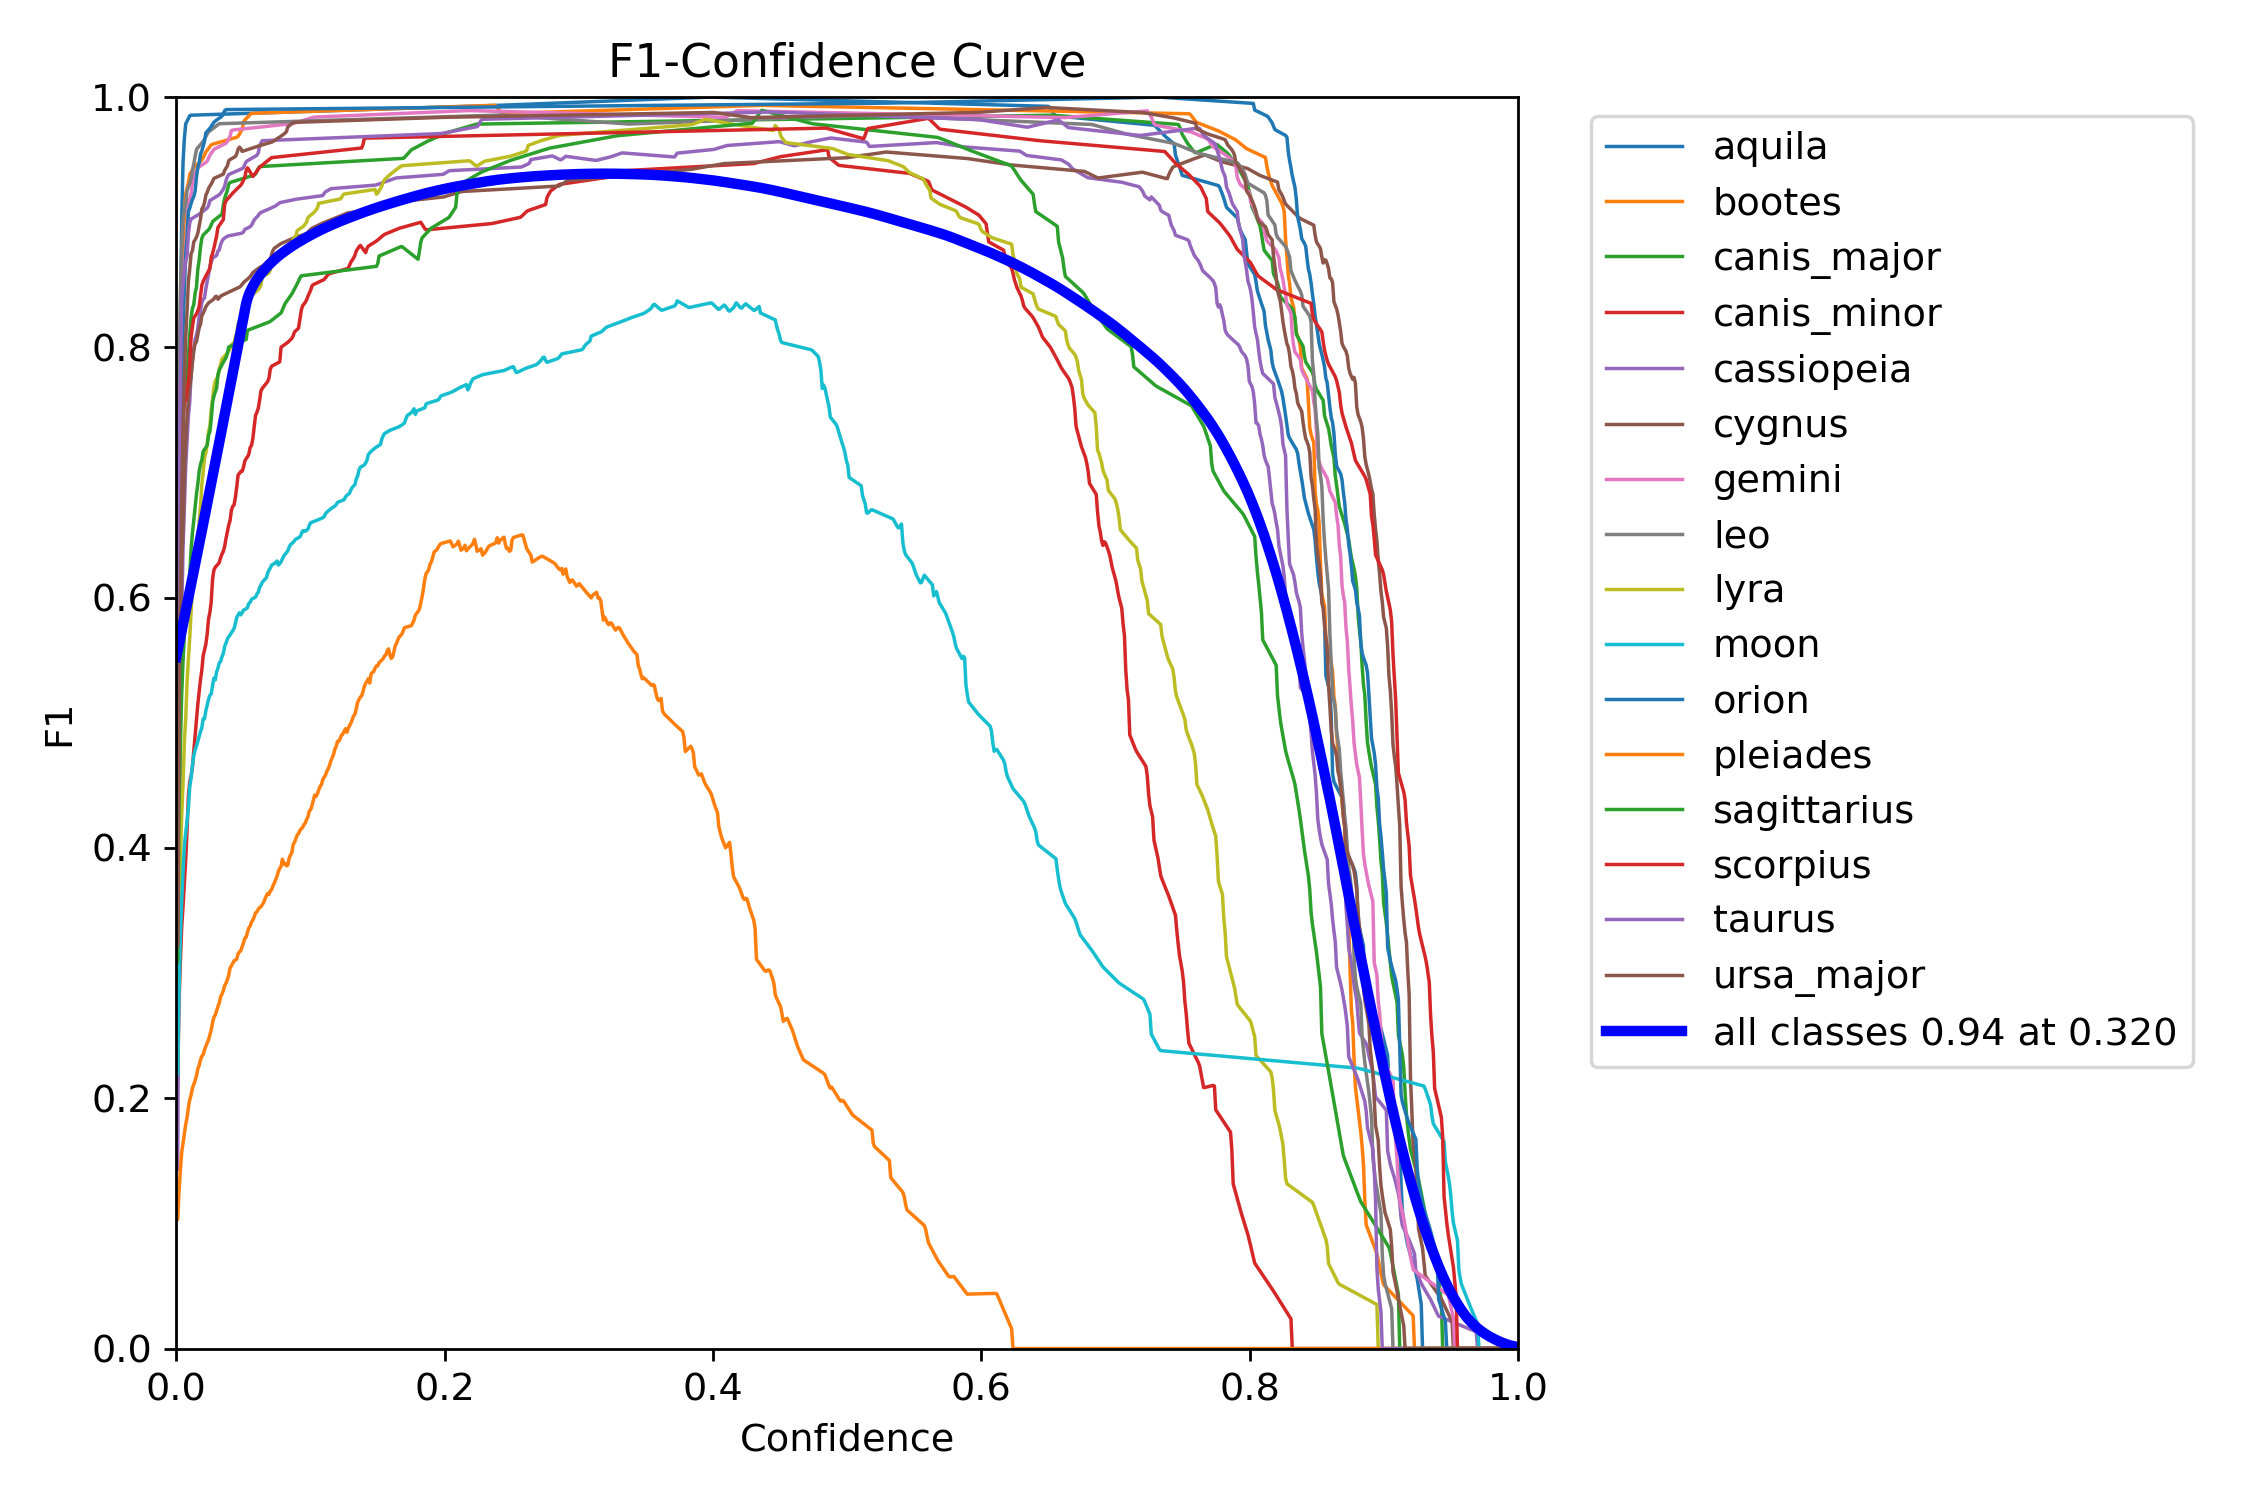 F1-Confidence Curve
1.0
0.8
0.6
0.4
0.2
0.0
F1
0.0 0.2 0.4 0.6 0.8 1.0
Confidence
aquila
bootes
canis_major
canis_minor
cassiopeia
cygnus
gemini
leo
lyra
moon
orion
pleiades
sagittarius
scorpius
taurus
ursa_major
all classes 0.94 at 0.320